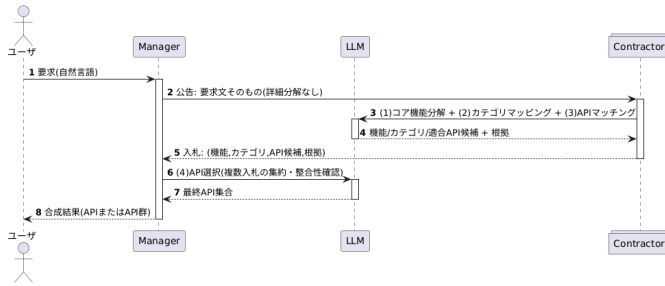 ユーザ
Manager
LLM
Contractor
1 要求(自然言語)
2 公告: 要求文そのもの(詳細分解なし)
3 (1)コア機能分解 + (2)カテゴリマッピング + (3)APIマッチング
4 機能/カテゴリ/適合API候補 + 根拠
5 入札: (機能,カテゴリ,API候補,根拠)
6 (4)API選択(複数入札の集約・整合性確認)
7 最終API集合
8 合成結果(APIまたはAPI群)
ユーザ
Manager
LLM
Contractor